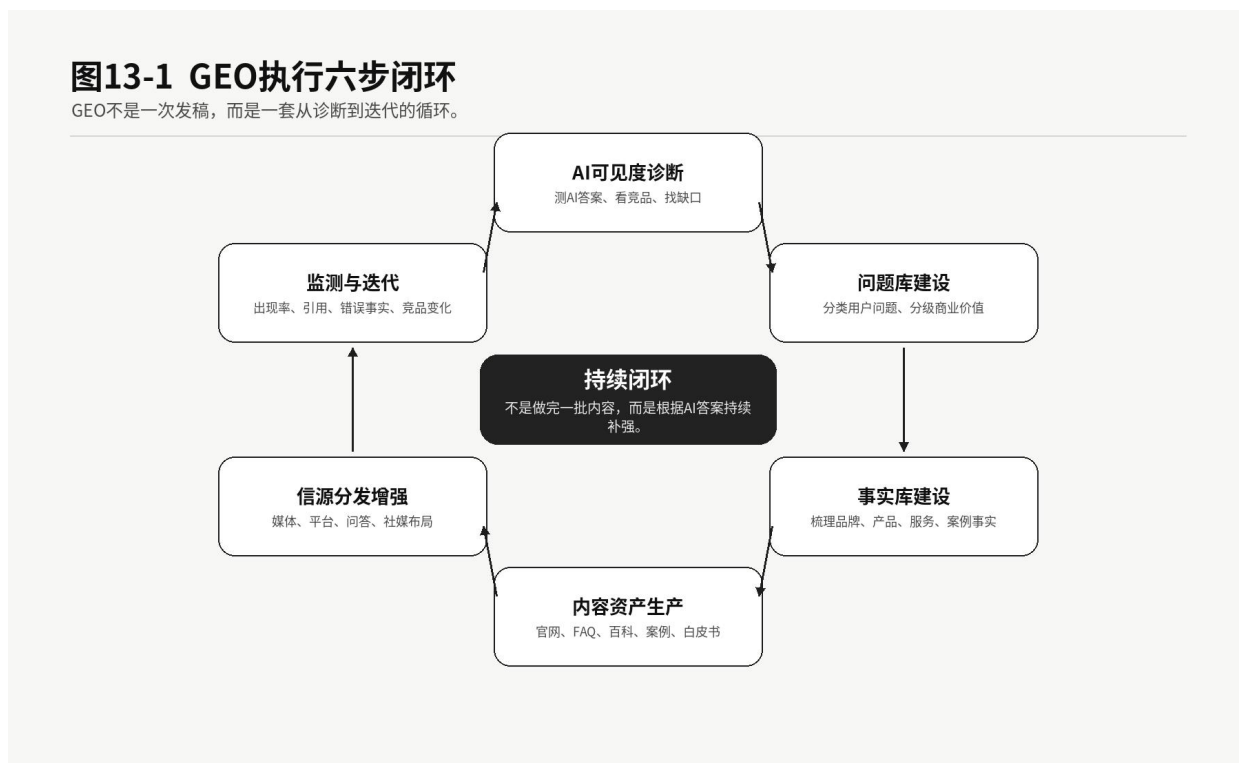 图13-1 GEO执行六步闭环
GEO不是一次发稿，而是一套从诊断到迭代的循环。
AI可见度诊断
测AI答案、看竞品、找缺口
监测与迭代
出现率、引用、错误事实、竞品变化
问题库建设
分类用户问题、分级商业价值
持续闭环
不是做完一批内容，而是根据AI答案持续
补强。
信源分发增强
媒体、平台、问答、社媒布局
事实库建设
梳理品牌、产品、服务、案例事实
内容资产生产
官网、FAQ、百科、案例、白皮书